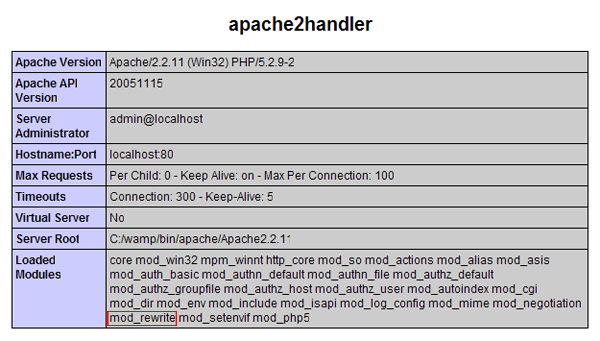 apache2handler
Apache Version Apache/2.2.11 (Win32) PHP/5.2.9-2
Apache API Version 20051115
Server Administrator admin@localhost
Hostname:Port localhost:80
Max Requests Per Child: 0 - Keep Alive: on - Max Per Connection: 100
Timeouts Connection: 300 - Keep-Alive: 5
Virtual Server No
Server Root C:/wamp/bin/apache/Apache2.2.11
Loaded Modules core mod_win32 mpm_winnt http_core mod_so mod_actions mod_alias mod_asis
mod_auth_basic mod_authn_default mod_authn_file mod_authz_default
mod_authz_groupfile mod_authz_host mod_authz_user mod_autoindex mod_cgi
mod_dir mod_env mod_include mod_isapi mod_log_config mod_mime mod_negotiation
mod_rewrite mod_setenvif mod_php5